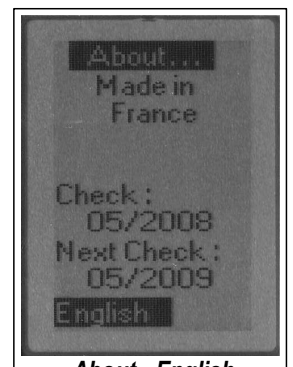 About...
Made in
France
Check :
05/2008
Next Check :
05/2009
English
About - English